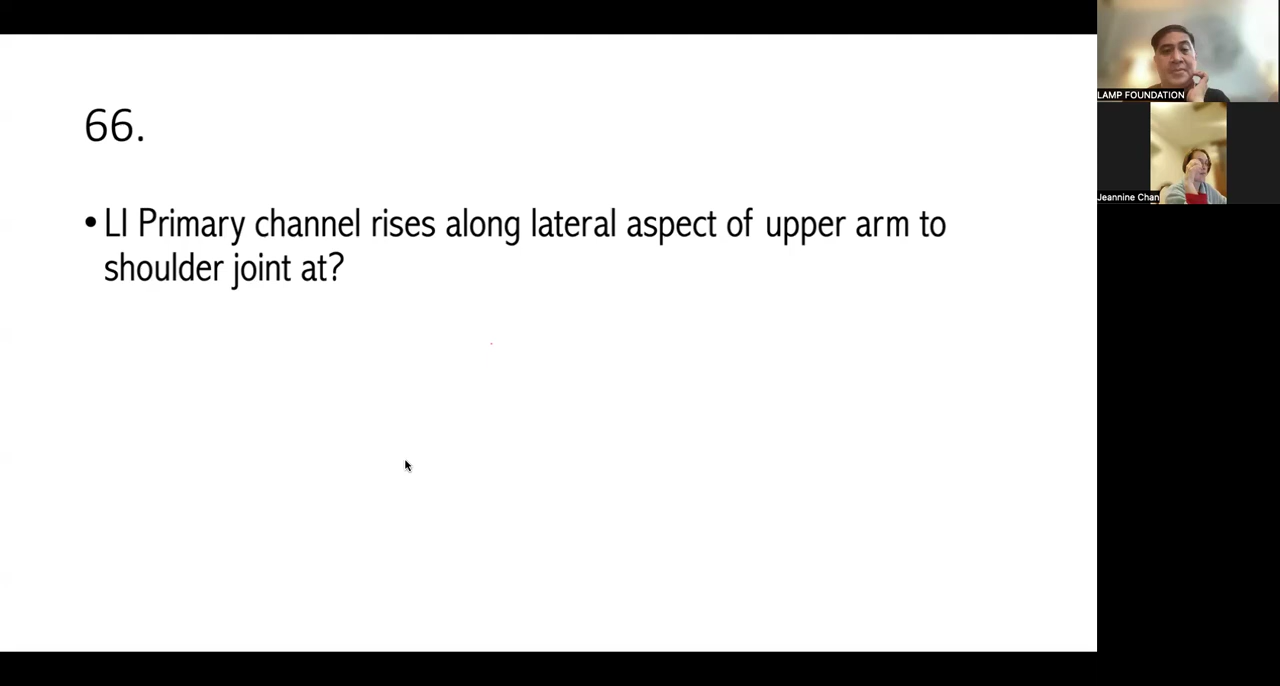 66.
• LI Primary channel rises along lateral aspect of upper arm to
shoulder joint at?
LAMP FOUNDATION
Jeannine Chan